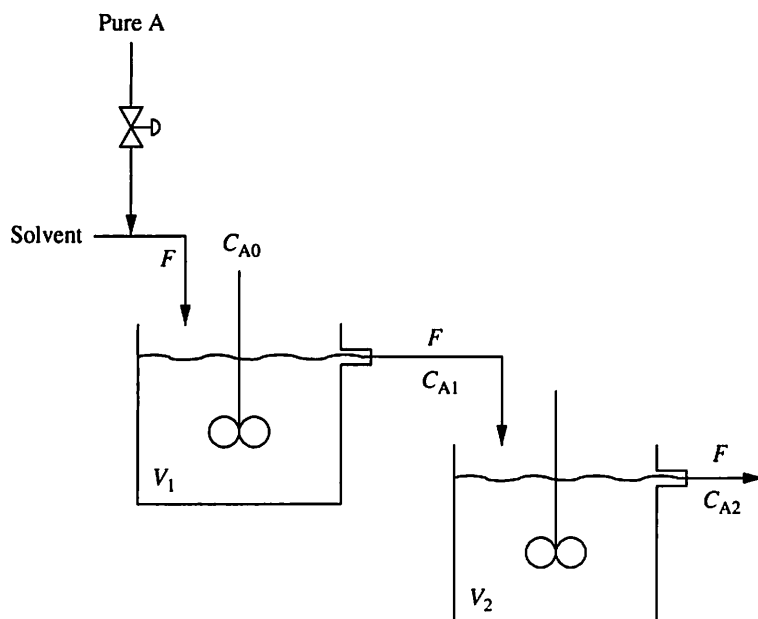 Pure A
Solvent
F
C_A0
F
C_A1
V_1
F
C_A2
V_2